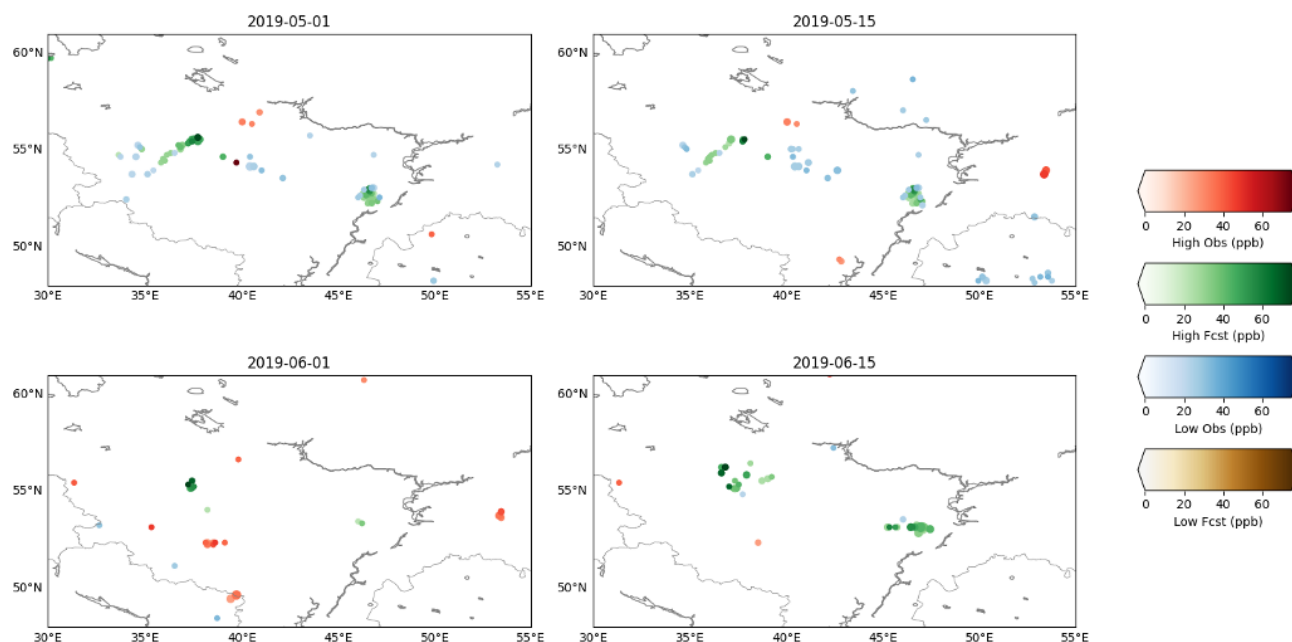 2019-05-01
2019-05-15
60°N
55°N
50°N
30°E 35°E 40°E 45°E 50°E 55°E
60°N
55°N
50°N
30°E 35°E 40°E 45°E 50°E 55°E
2019-06-01
2019-06-15
60°N
55°N
50°N
30°E 35°E 40°E 45°E 50°E 55°E
60°N
55°N
50°N
30°E 35°E 40°E 45°E 50°E 55°E
0 20 40 60
High Obs (ppb)
0 20 40 60
High Fcst (ppb)
0 20 40 60
Low Obs (ppb)
0 20 40 60
Low Fcst (ppb)